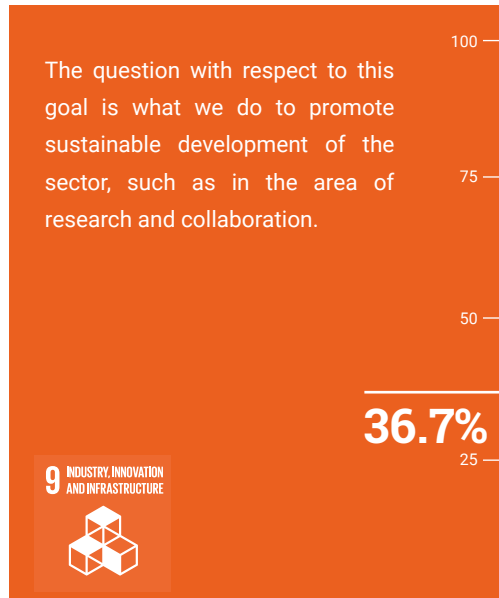 The question with respect to this
goal is what we do to promote
sustainable development of the
sector, such as in the area of
research and collaboration.
100
75
50
36.7%
25
9 INDUSTRY, INNOVATION
AND INFRASTRUCTURE